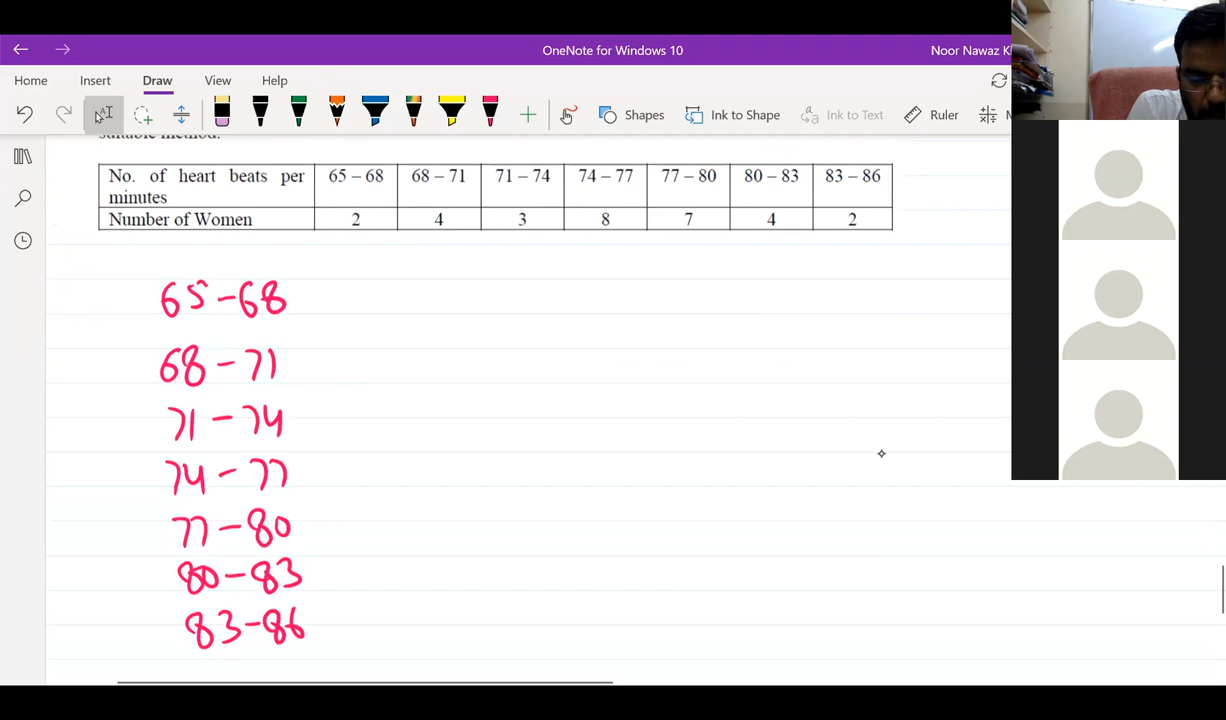 OneNote for Windows 10
Noor Nawaz K
Home Insert Draw View Help
Shapes Ink to Shape Ink to Text Ruler M
suitable method.
No. of heart beats per minutes 65 – 68 68 – 71 71 – 74 74 – 77 77 – 80 80 – 83 83 – 86
Number of Women 2 4 3 8 7 4 2
65 - 68
68 - 71
71 - 74
74 - 77
77 - 80
80 - 83
83 - 86